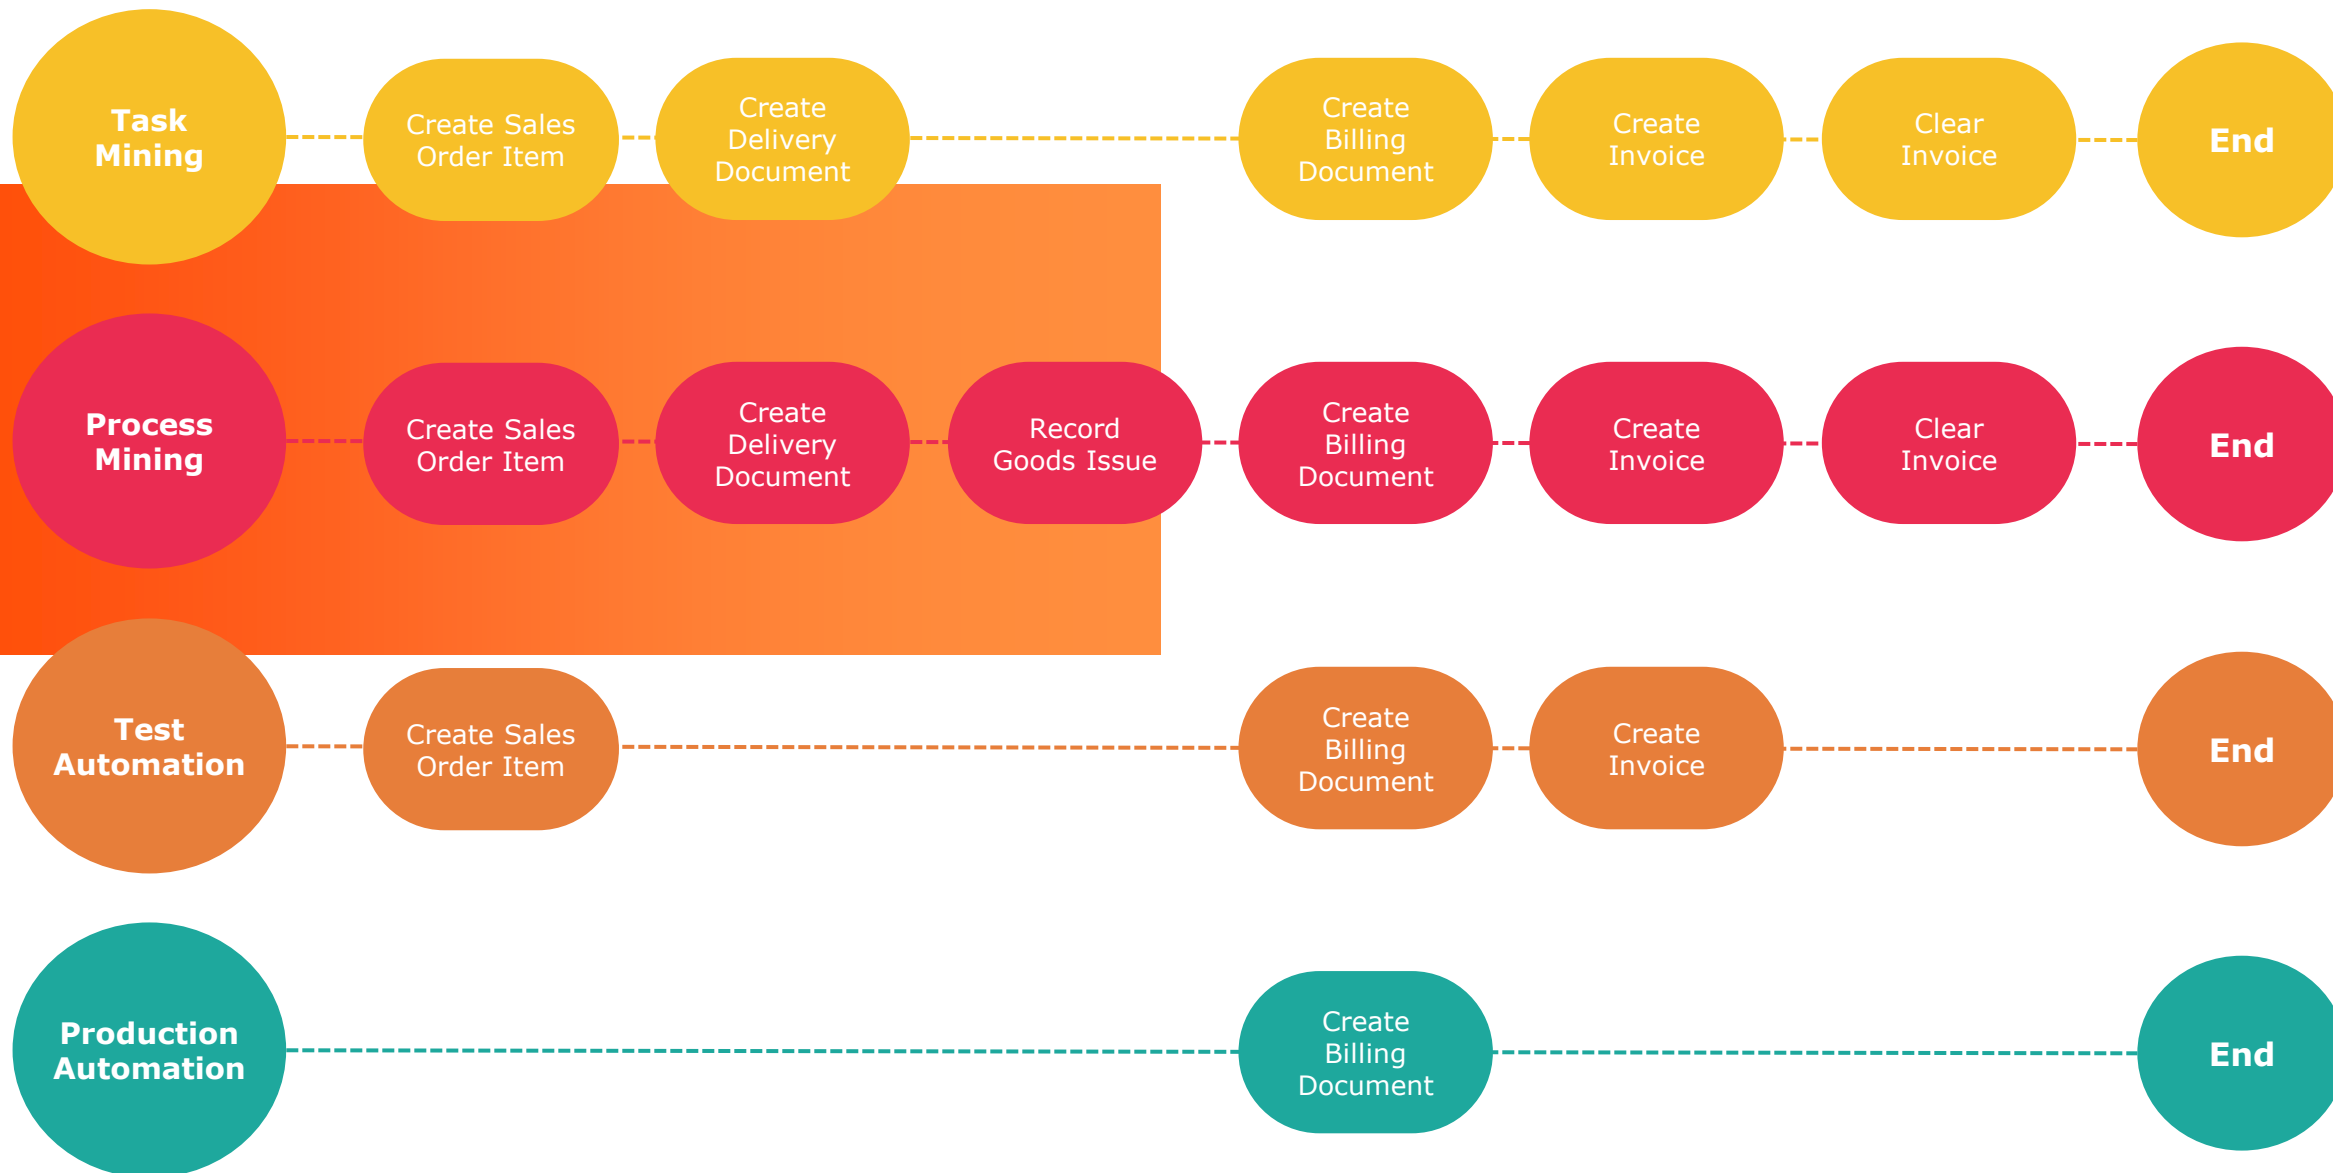 Task
Mining
Create Sales
Order Item
Create
Delivery
Document
Create
Billing
Document
Create
Invoice
Clear
Invoice
End
Process
Mining
Create Sales
Order Item
Create
Delivery
Document
Record
Goods Issue
Create
Billing
Document
Create
Invoice
Clear
Invoice
End
Test
Automation
Create Sales
Order Item
Create
Billing
Document
Create
Invoice
End
Production
Automation
Create
Billing
Document
End